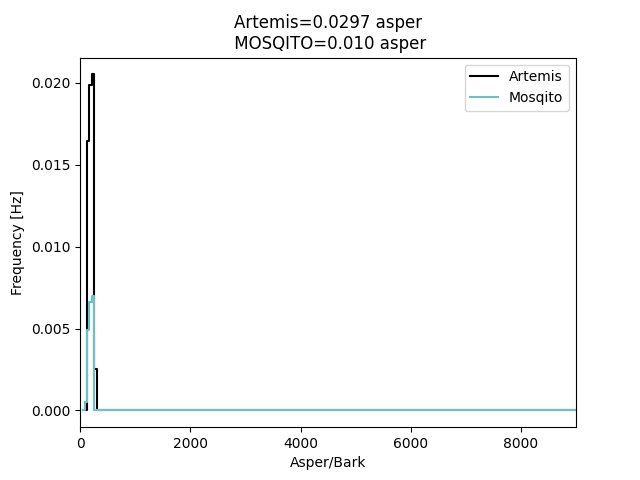 Artemis=0.0297 asper
MOSQITO=0.010 asper
Artemis
Mosqito
0.020
0.015
0.010
0.005
0.000
Frequency [Hz]
0
2000
4000
6000
8000
Asper/Bark